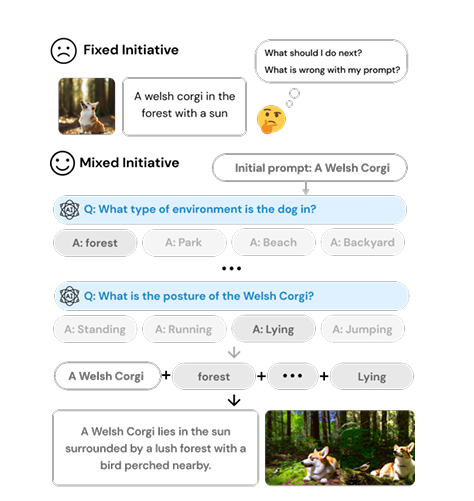 Fixed Initiative
What should I do next?
What is wrong with my prompt?
A welsh corgi in the
forest with a sun
Mixed Initiative
Initial prompt: A Welsh Corgi
AI
Q: What type of environment is the dog in?
A: forest
A: Park
A: Beach
A: Backyard
•••
AI
Q: What is the posture of the Welsh Corgi?
A: Standing
A: Running
A: Lying
A: Jumping
A Welsh Corgi + forest + ••• + Lying
A Welsh Corgi lies in the sun
surrounded by a lush forest with a
bird perched nearby.